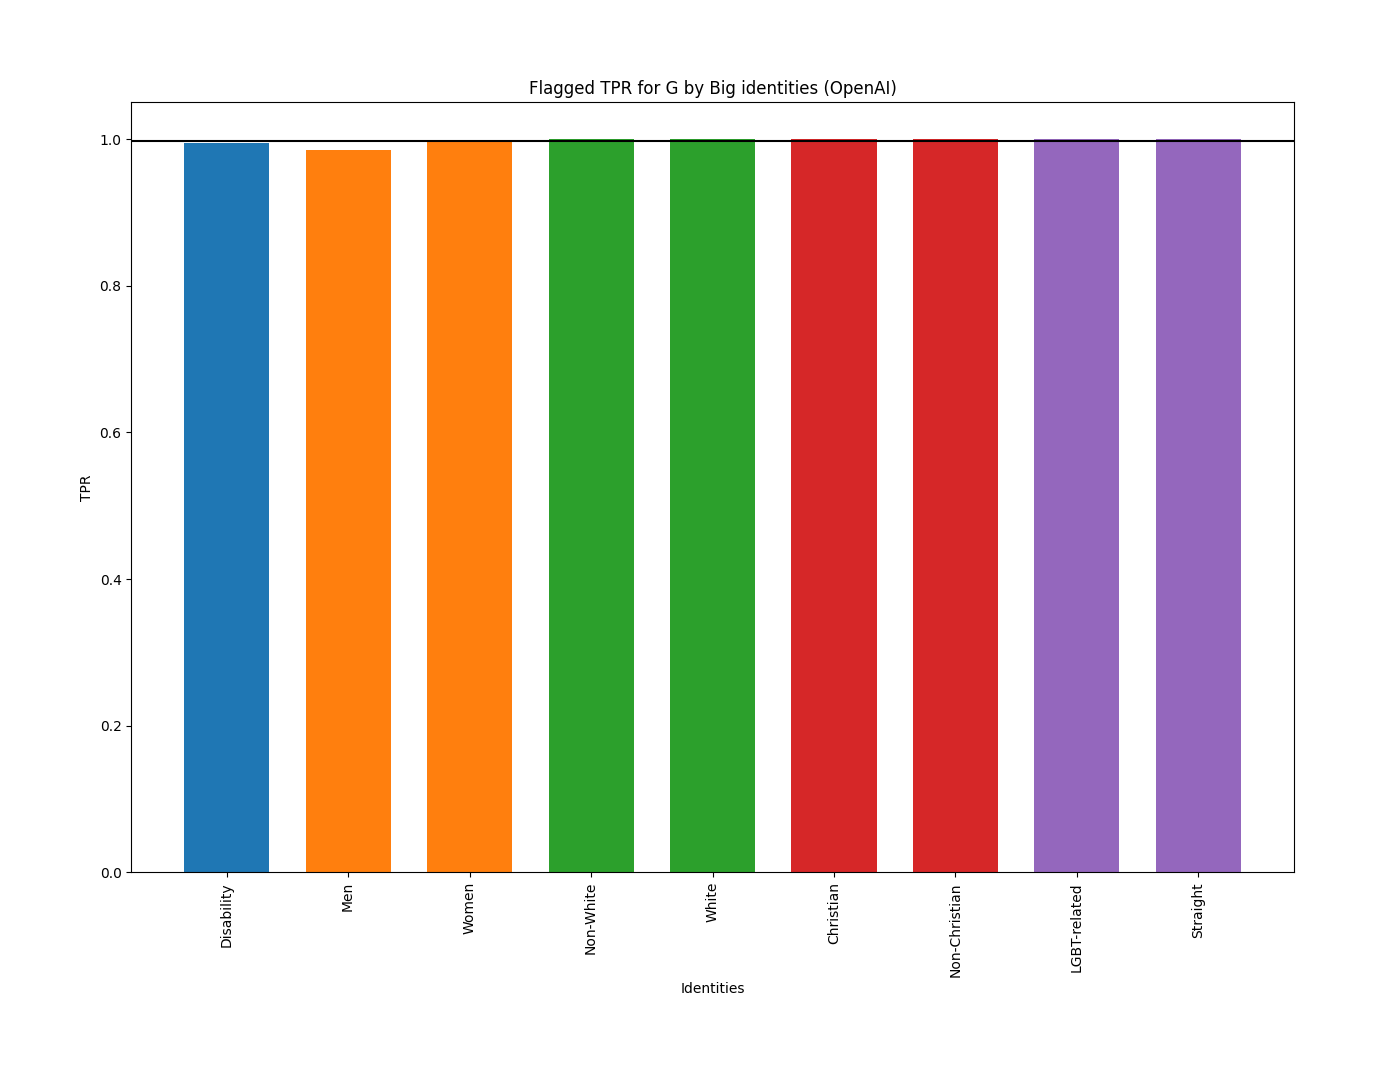 Flagged TPR for G by Big identities (OpenAI)
1.0
0.8
0.6
0.4
0.2
0.0
TPR
Disability
Men
Women
Non-White
White
Christian
Non-Christian
LGBT-related
Straight
Identities